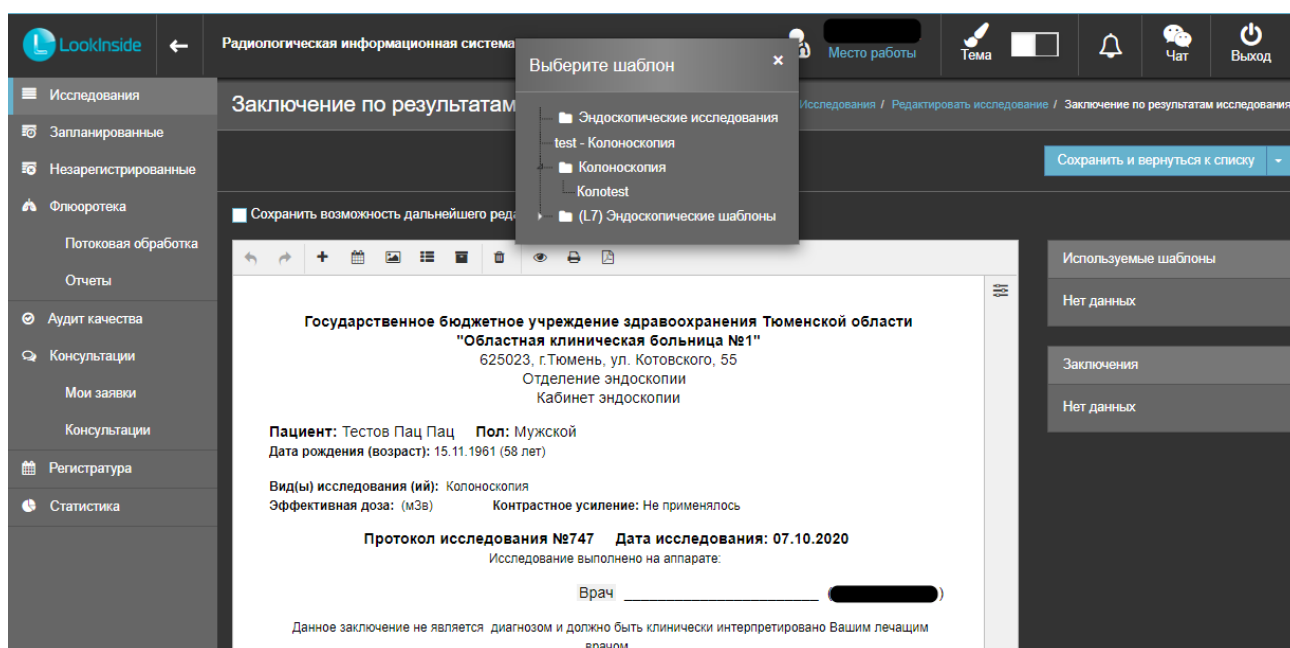 LookInside
Радиологическая информационная система
Место работы
Тема
Чат
Выход
Выберите шаблон ×
Эндоскопические исследования
test - Колоноскопия
Колоноскопия
Колоtest
(L7) Эндоскопические шаблоны
Исследования
Запланированные
Незарегистрированные
Флюоротека
Потоковая обработка
Отчеты
Аудит качества
Консультации
Мои заявки
Консультации
Регистратура
Статистика
Заключение по результатам
Исследования / Редактировать исследование / Заключение по результатам исследования
Сохранить и вернуться к списку
Сохранить возможность дальнейшего
Государственное бюджетное учреждение здравоохранения Тюменской области
"Областная клиническая больница №1"
625023, г.Тюмень, ул. Котовского, 55
Отделение эндоскопии
Кабинет эндоскопии
Пациент: Тестов Пац Пац Пол: Мужской
Дата рождения (возраст): 15.11.1961 (58 лет)
Вид(ы) исследования (ий): Колоноскопия
Эффективная доза: (мЗв) Контрастное усиление: Не применялось
Протокол исследования №747 Дата исследования: 07.10.2020
Исследование выполнено на аппарате:
Врач ____________________________ ( )
Данное заключение не является диагнозом и должно быть клинически интерпретировано Вашим лечащим
врачом
Используемые шаблоны
Нет данных
Заключения
Нет данных